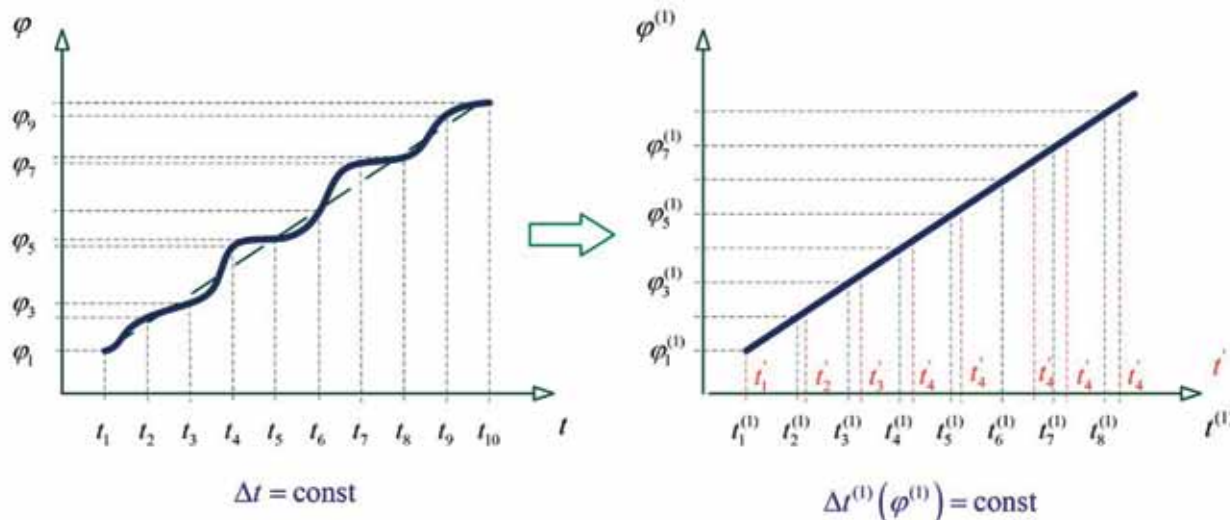 φ
φ₉
φ₇
φ₅
φ₃
φ₁
t₁ t₂ t₃ t₄ t₅ t₆ t₇ t₈ t₉ t₁₀ t
Δt = const
φ⁽¹⁾
φ₇⁽¹⁾
φ₅⁽¹⁾
φ₃⁽¹⁾
φ₁⁽¹⁾
t'₁ t'₂ t'₃ t'₄ t'₄ t'₄ t'₄ t'₄ t'
t₁⁽¹⁾ t₂⁽¹⁾ t₃⁽¹⁾ t₄⁽¹⁾ t₅⁽¹⁾ t₆⁽¹⁾ t₇⁽¹⁾ t₈⁽¹⁾ t⁽¹⁾
Δt⁽¹⁾(φ⁽¹⁾) = const